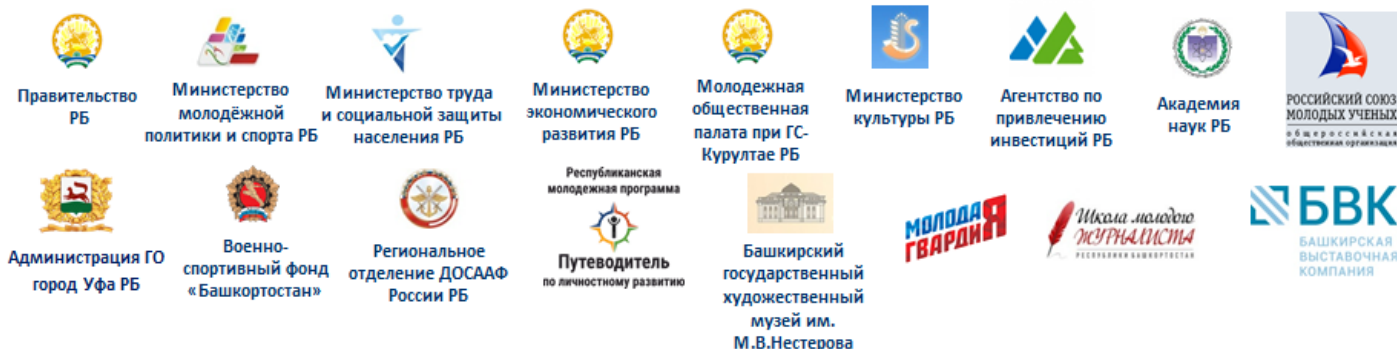 Правительство
РБ
Министерство
молодёжной
политики и спорта РБ
Министерство труда
и социальной защиты
населения РБ
Министерство
экономического
развития РБ
Молодежная
общественная
палата при ГС-
Курултае РБ
Министерство
культуры РБ
Агентство по
привлечению
инвестиций РБ
Академия
наук РБ
РОССИЙСКИЙ СОЮЗ
МОЛОДЫХ УЧЕНЫХ
общероссийская
общественная организация
Администрация ГО
город Уфа РБ
Военно-
спортивный фонд
«Башкортостан»
Региональное
отделение ДОСААФ
России РБ
Республиканская
молодежная программа
Путеводитель
по личностному развитию
Башкирский
государственный
художественный
музей им.
М.В.Нестерова
МОЛОДАЯ
ГВАРДИЯ
Школа молодого
ЖУРНАЛИСТА
РЕСПУБЛИКИ БАШКОРТОСТАН
БВК
БАШКИРСКАЯ
ВЫСТАВОЧНАЯ
КОМПАНИЯ